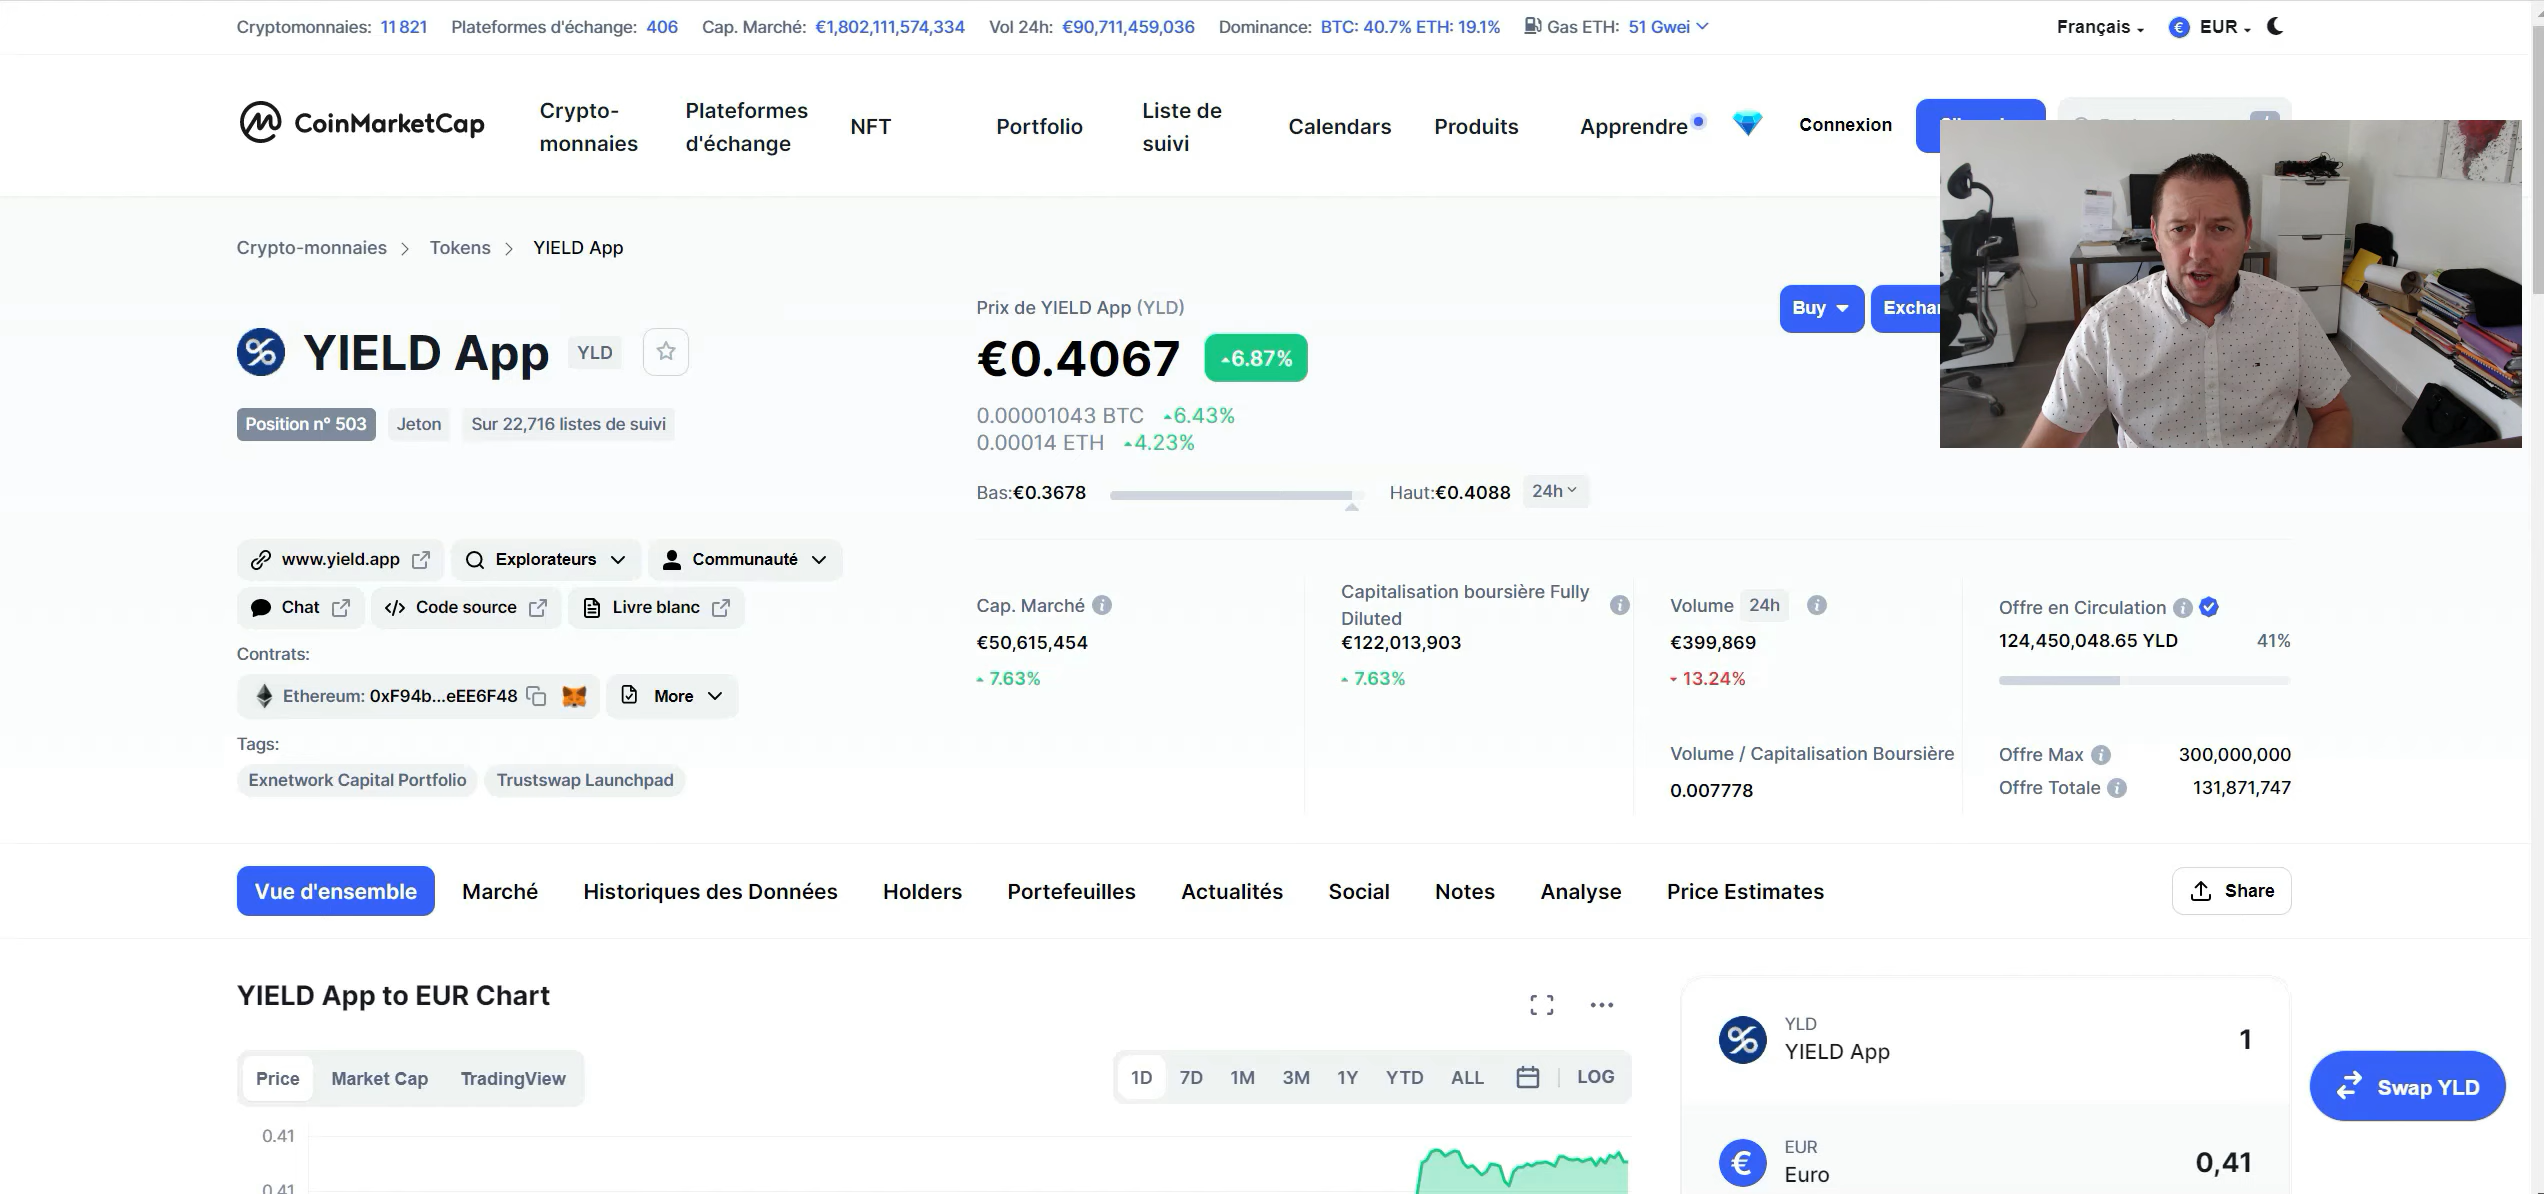 Cryptomonnaies: 11 821 Plateformes d'échange: 406 Cap. Marché: €1,802,111,574,334 Vol 24h: €90,711,459,036 Dominance: BTC: 40.7% ETH: 19.1% Gas ETH: 51 Gwei
Français EUR
CoinMarketCap
Crypto-
monnaies
Plateformes
d'échange
NFT
Portfolio
Liste de
suivi
Calendars
Produits
Apprendre
Connexion
Crypto-monnaies > Tokens > YIELD App
YIELD App YLD
Position n° 503 Jeton Sur 22,716 listes de suivi
Prix de YIELD App (YLD)
€0.4067 6.87%
0.00001043 BTC 6.43%
0.00014 ETH 4.23%
Bas:€0.3678 Haut:€0.4088 24h
Buy
www.yield.app Explorateurs Communauté
Chat Code source Livre blanc
Contrats:
Ethereum: 0xF94b...eEE6F48 More
Tags:
Exnetwork Capital Portfolio Trustswap Launchpad
Cap. Marché
€50,615,454
7.63%
Capitalisation boursière Fully
Diluted
€122,013,903
7.63%
Volume 24h
€399,869
13.24%
Volume / Capitalisation Boursière
0.007778
Offre en Circulation
124,450,048.65 YLD 41%
Offre Max 300,000,000
Offre Totale 131,871,747
Vue d'ensemble Marché Historiques des Données Holders Portefeuilles Actualités Social Notes Analyse Price Estimates Share
YIELD App to EUR Chart
Price Market Cap TradingView
1D 7D 1M 3M 1Y YTD ALL LOG
0.41
0.41
YLD
YIELD App 1
EUR
Euro 0,41
Swap YLD